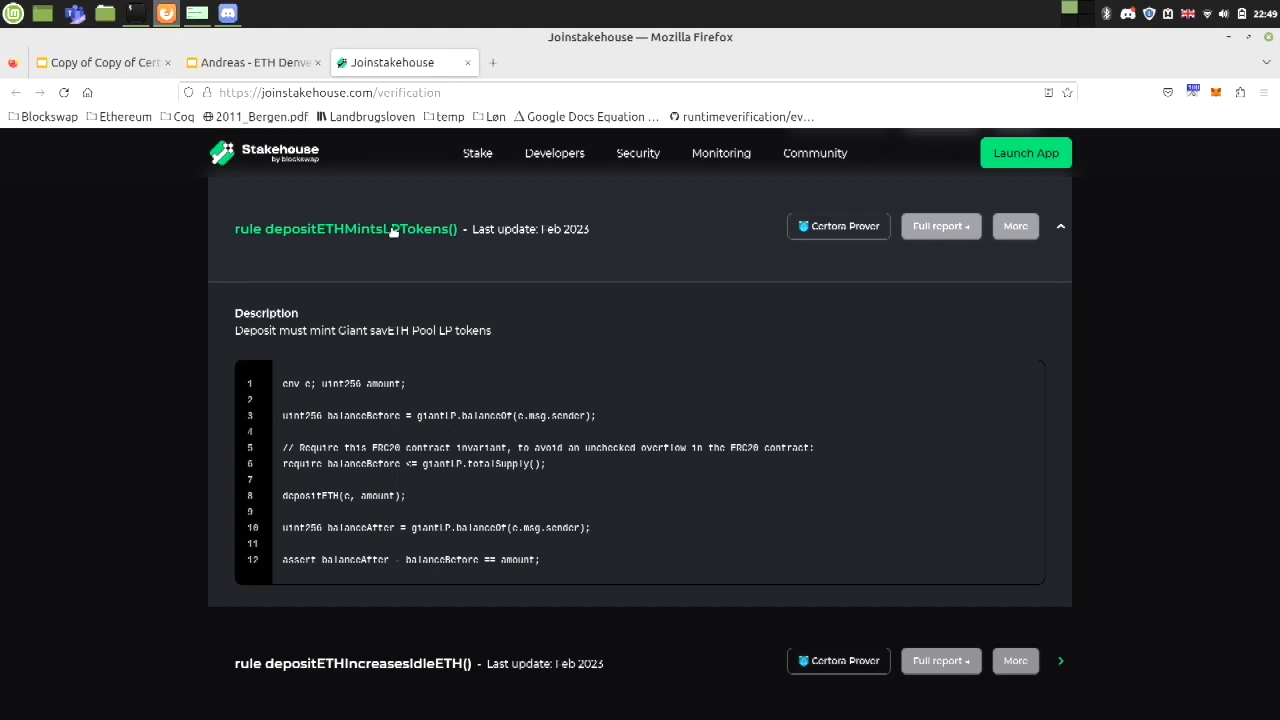 22:49
Joinstakehouse — Mozilla Firefox
Copy of Copy of Cert
Andreas - ETH Denve
Joinstakehouse
https://joinstakehouse.com/verification
Blockswap
Ethereum
Coq
2011_Bergen.pdf
Landbrugsloven
temp
Løn
Google Docs Equation ...
runtimeverification/ev...
Stakehouse
by blockswap
Stake
Developers
Security
Monitoring
Community
Launch App
rule depositETHMintsLPTokens() - Last update: Feb 2023
Certora Prover
Full report →
More
Description
Deposit must mint Giant savETH Pool LP tokens
1 env e; uint256 amount;
2
3 uint256 balanceBefore = giantLP.balanceOf(e.msg.sender);
4
5 // Require this ERC20 contract invariant, to avoid an unchecked overflow in the ERC20 contract:
6 require balanceBefore <= giantLP.totalSupply();
7
8 depositETH(e, amount);
9
10 uint256 balanceAfter = giantLP.balanceOf(e.msg.sender);
11
12 assert balanceAfter - balanceBefore == amount;
rule depositETHIncreasesIdleETH() - Last update: Feb 2023
Certora Prover
Full report →
More